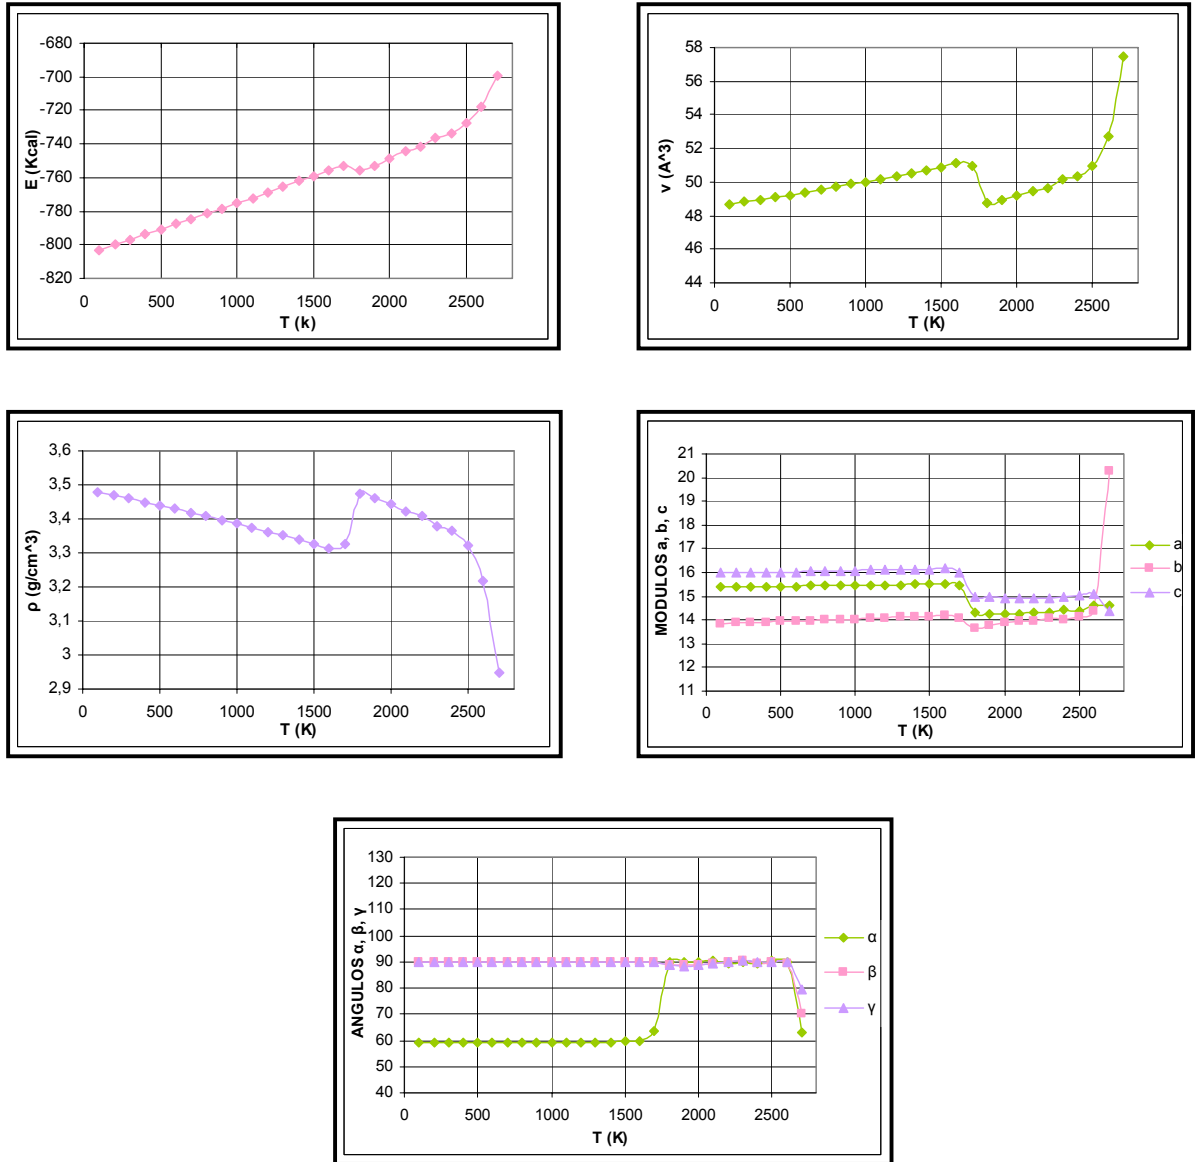 -680
-700
-720
-740
-760
-780
-800
-820
E (Kcal)
0 500 1000 1500 2000 2500
T (k)
58
56
54
52
50
48
46
44
v (A^3)
0 500 1000 1500 2000 2500
T (K)
3,6
3,5
3,4
3,3
3,2
3,1
3
2,9
ρ (g/cm^3)
0 500 1000 1500 2000 2500
T (K)
21
20
19
18
17
16
15
14
13
12
11
MODULOS a, b, c
0 500 1000 1500 2000 2500
T (K)
a
b
c
130
120
110
100
90
80
70
60
50
40
ANGULOS α, β, γ
0 500 1000 1500 2000 2500
T (K)
α
β
γ